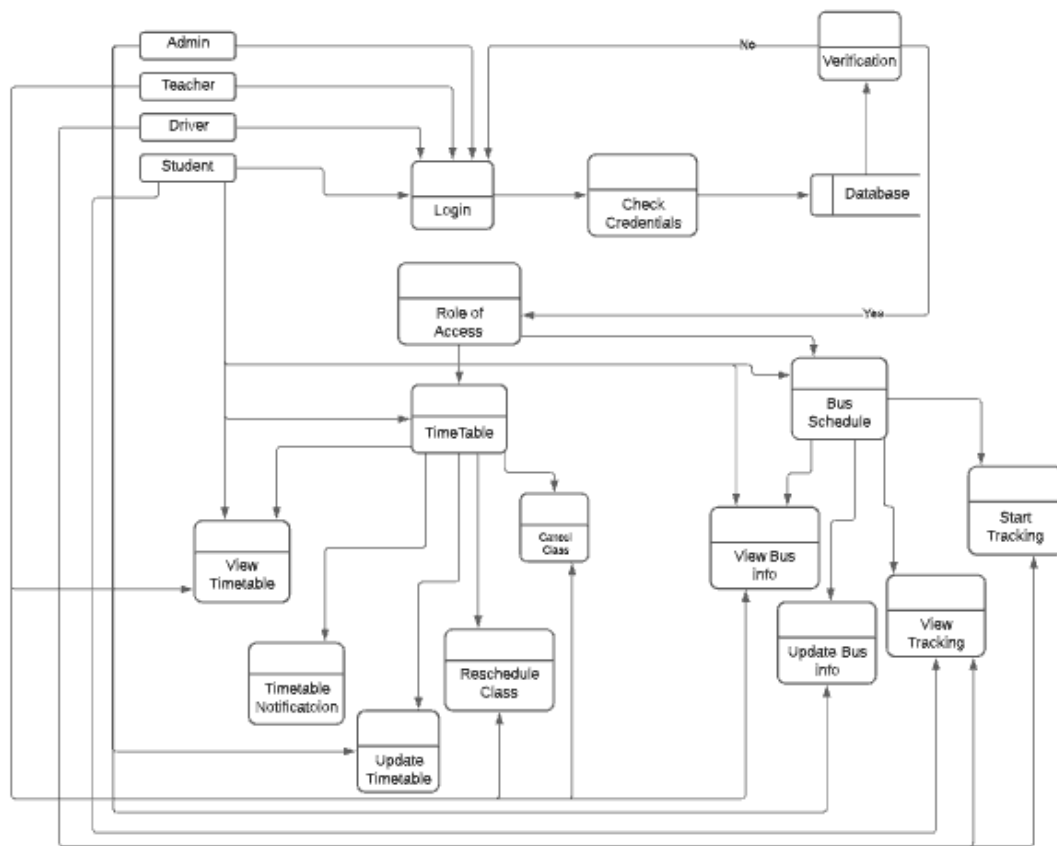 Admin
Teacher
Driver
Student
No
Verification
Login
Check
Credentials
Database
Role of
Access
Yes
TimeTable
Bus
Schedule
Cancel
Class
View
Timetable
View Bus
info
Start
Tracking
View
Tracking
Update Bus
info
Reschedule
Class
Timetable
Notificatoion
Update
Timetable